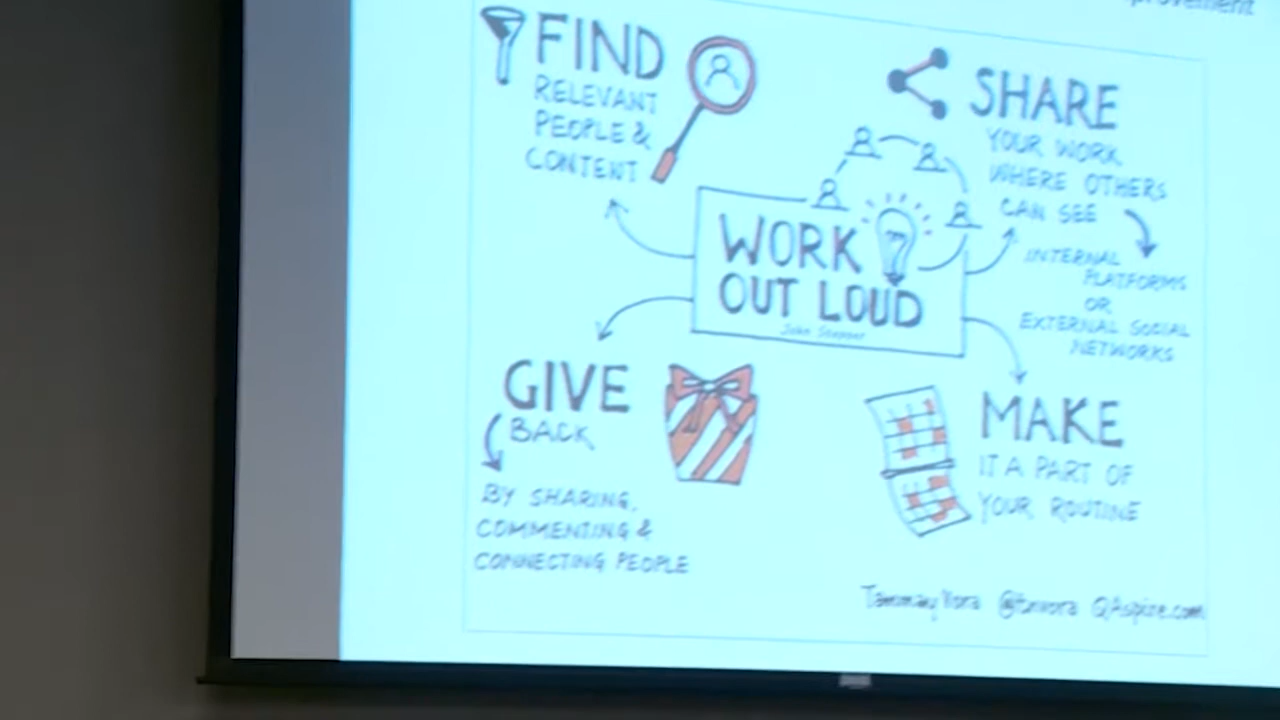 FIND
RELEVANT
PEOPLE &
CONTENT
SHARE
YOUR WORK
WHERE OTHERS
CAN SEE
INTERNAL
PLATFORMS
OR
EXTERNAL SOCIAL
NETWORKS
WORK
OUT LOUD
John Stepper
GIVE
BACK
BY SHARING,
COMMENTING &
CONNECTING PEOPLE
MAKE
IT A PART OF
YOUR ROUTINE
Tanmay Vora @tnvora QAspire.com